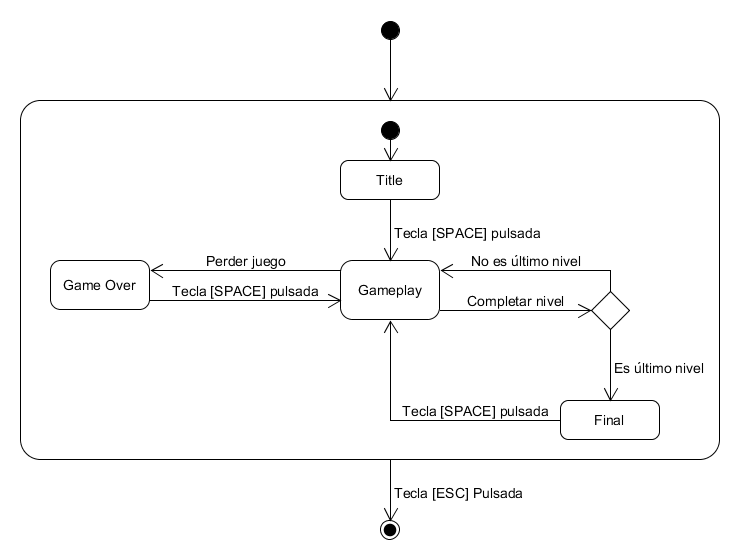 Title
Tecla [SPACE] pulsada
Perder juego
No es último nivel
Game Over
Tecla [SPACE] pulsada
Gameplay
Completar nivel
Es último nivel
Tecla [SPACE] pulsada
Final
Tecla [ESC] Pulsada